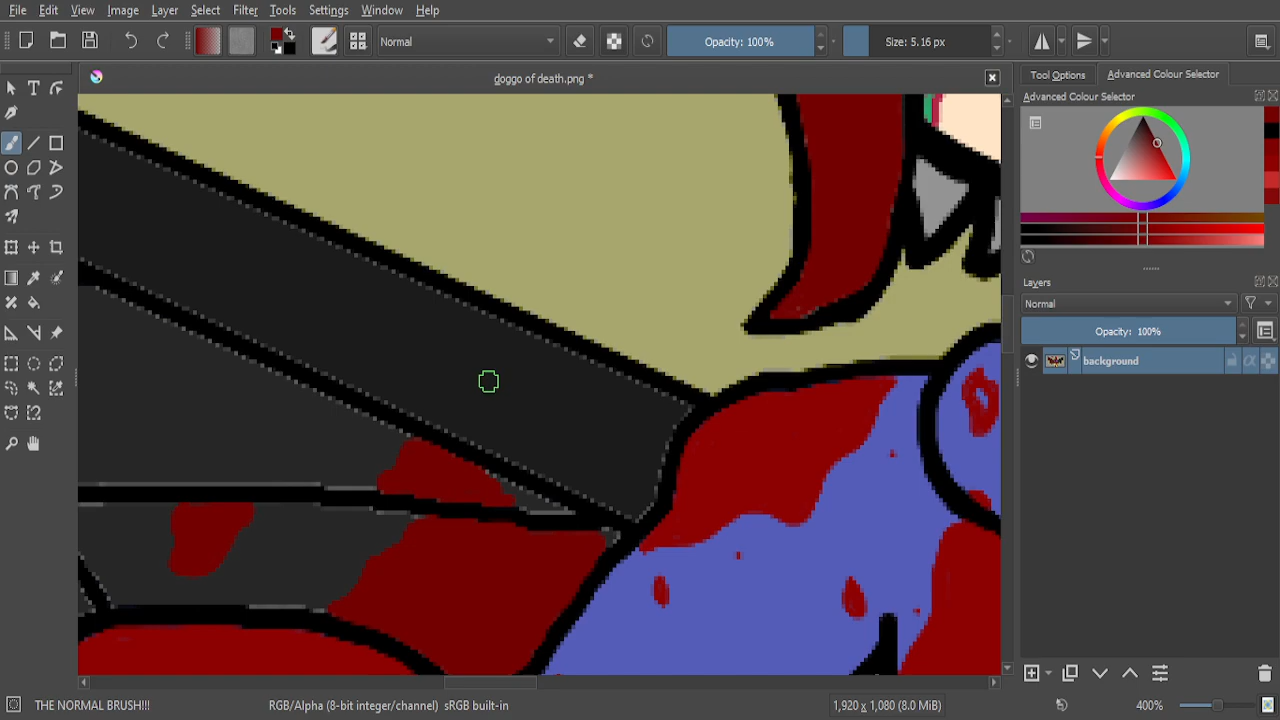 File Edit View Image Layer Select Filter Tools Settings Window Help
Normal Opacity: 100% Size: 5.16 px
doggo of death.png *
Tool Options Advanced Colour Selector
Advanced Colour Selector
Layers
Normal
Opacity: 100%
background
THE NORMAL BRUSH!!! RGB/Alpha (8-bit integer/channel) sRGB built-in 1,920 x 1,080 (8.0 MiB) 400%